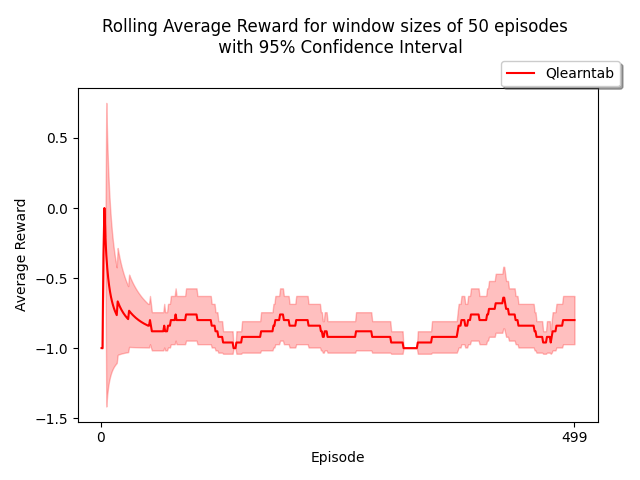 Rolling Average Reward for window sizes of 50 episodes
with 95% Confidence Interval
Qlearntab
0.5
0.0
−0.5
−1.0
−1.5
Average Reward
0
499
Episode